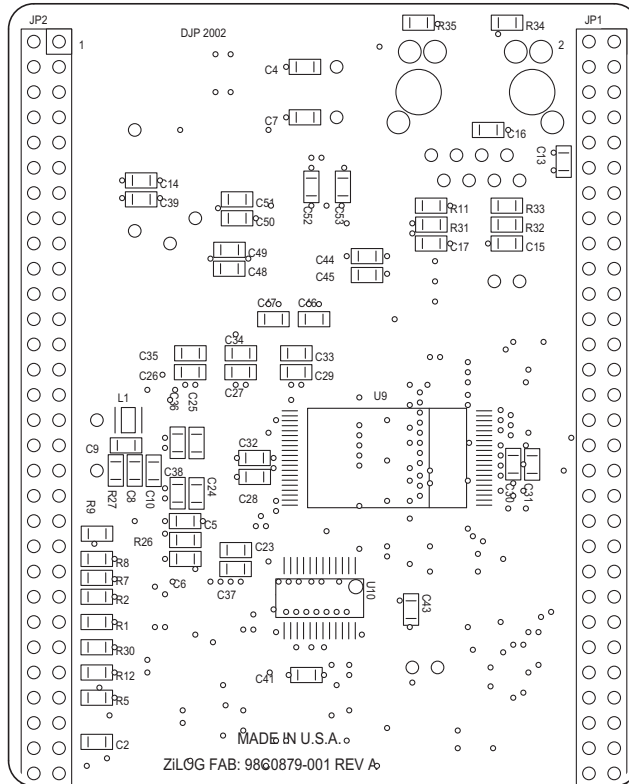 JP2
DJP 2002
R35
R34
JP1
1
2
C4
C7
C16
C13
C14
C39
C51
C50
C52
C53
R11
R33
R31
R32
C17
C15
C49
C48
C44
C45
C67
C66
C35
C34
C33
C26
C27
C29
L1
C36
C25
U9
C9
C32
C38
C24
C28
R27
C8
C10
C30
C31
R9
C5
R26
C23
R8
C6
C37
R7
R2
U10
C43
R1
R30
R12
C41
R5
C2
MADE IN U.S.A.
ZiLOG FAB: 98C0879-001 REV A